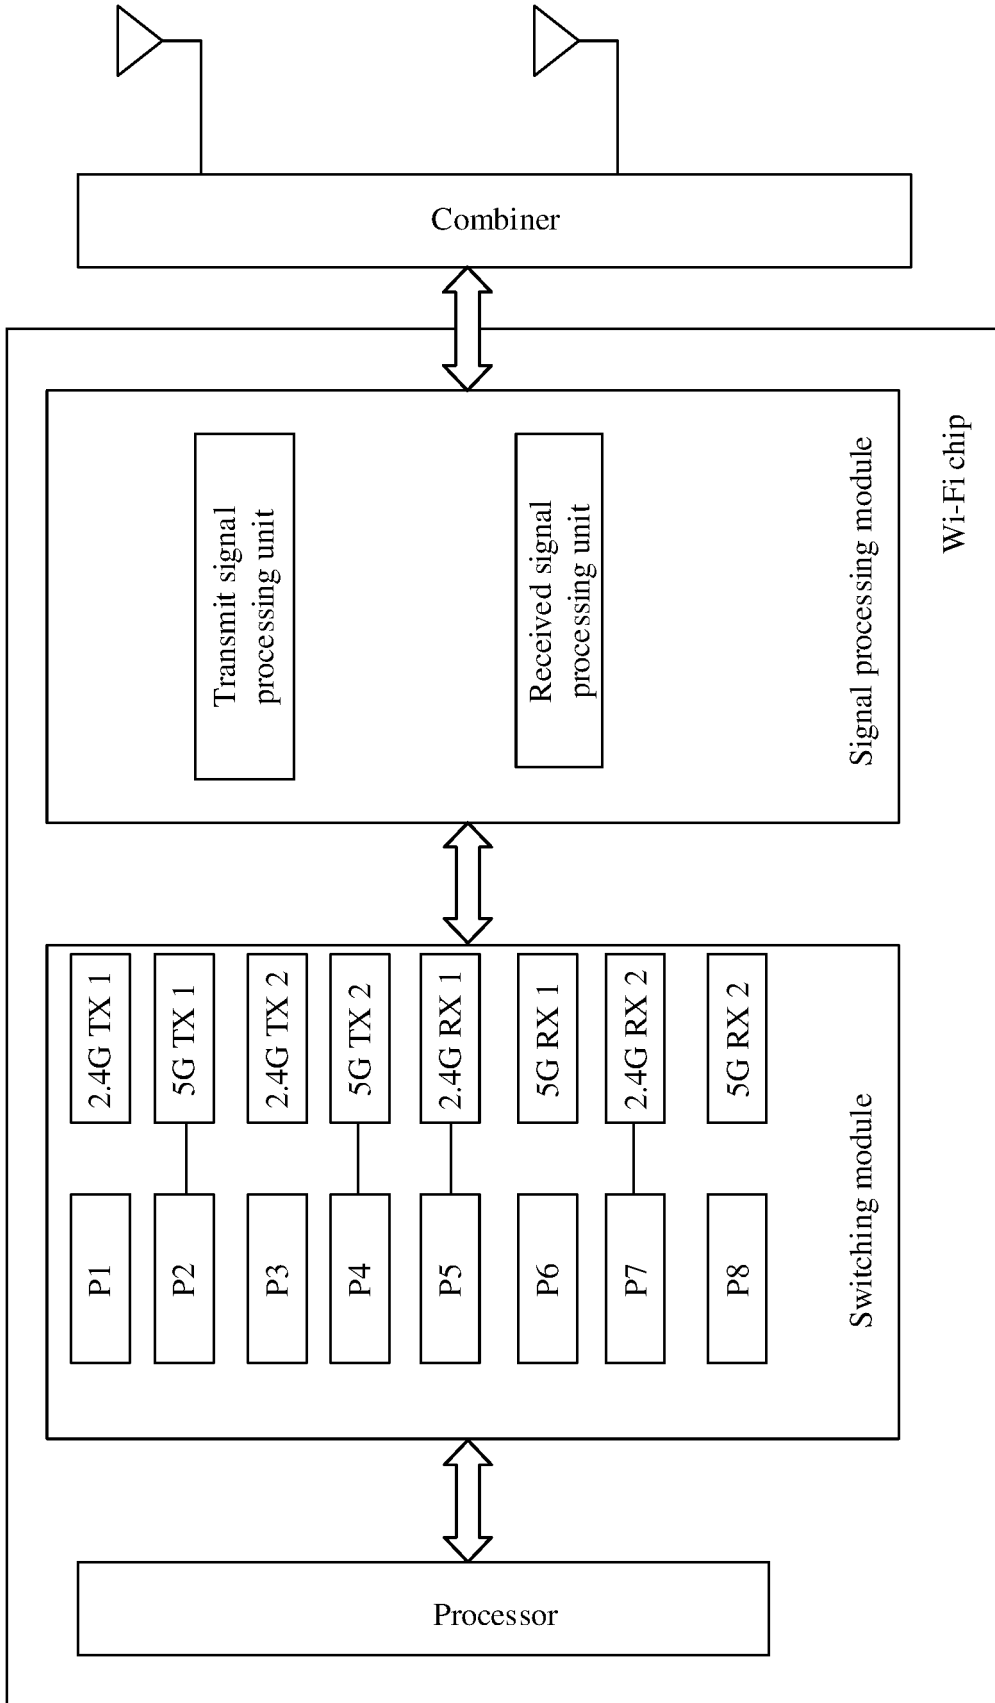 Combiner
Wi-Fi chip
Signal processing module
Transmit signal
processing unit
Received signal
processing unit
2.4G TX 1
5G TX 1
2.4G TX 2
5G TX 2
2.4G RX 1
5G RX 1
2.4G RX 2
5G RX 2
P1
P2
P3
P4
P5
P6
P7
P8
Switching module
Processor